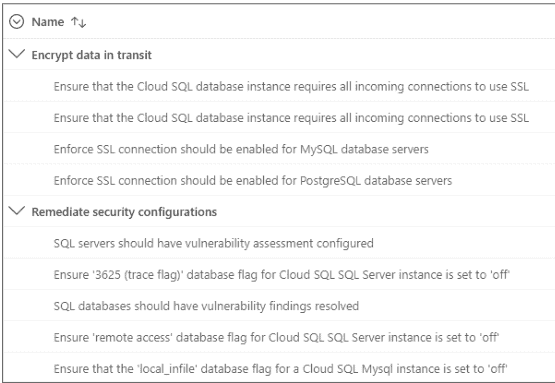 Name ↑↓
Encrypt data in transit
Ensure that the Cloud SQL database instance requires all incoming connections to use SSL
Ensure that the Cloud SQL database instance requires all incoming connections to use SSL
Enforce SSL connection should be enabled for MySQL database servers
Enforce SSL connection should be enabled for PostgreSQL database servers
Remediate security configurations
SQL servers should have vulnerability assessment configured
Ensure '3625 (trace flag)' database flag for Cloud SQL SQL Server instance is set to 'off'
SQL databases should have vulnerability findings resolved
Ensure 'remote access' database flag for Cloud SQL SQL Server instance is set to 'off'
Ensure that the 'local_infile' database flag for a Cloud SQL Mysql instance is set to 'off'